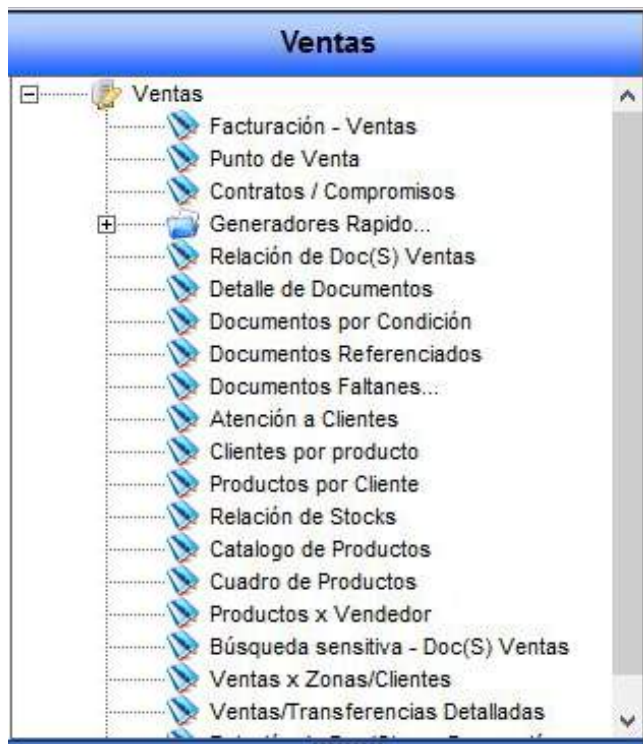 Ventas
Ventas
Facturación - Ventas
Punto de Venta
Contratos / Compromisos
Generadores Rapido...
Relación de Doc(S) Ventas
Detalle de Documentos
Documentos por Condición
Documentos Referenciados
Documentos Faltanes...
Atención a Clientes
Clientes por producto
Productos por Cliente
Relación de Stocks
Catalogo de Productos
Cuadro de Productos
Productos x Vendedor
Búsqueda sensitiva - Doc(S) Ventas
Ventas x Zonas/Clientes
Ventas/Transferencias Detalladas